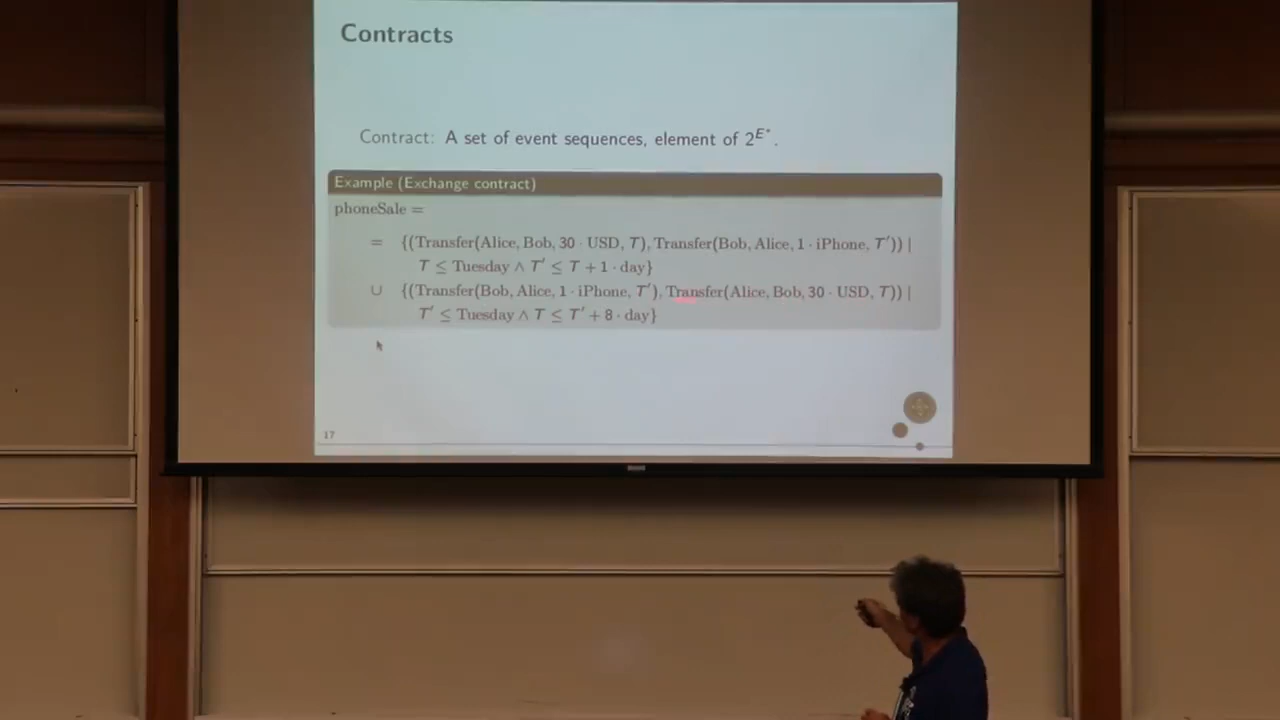 Contracts
Contract: A set of event sequences, element of 2^{E*}.
Example (Exchange contract)
phoneSale =
= {(Transfer(Alice, Bob, 30 · USD, T), Transfer(Bob, Alice, 1 · iPhone, T′)) |
T ≤ Tuesday ∧ T′ ≤ T + 1 · day}
∪ {(Transfer(Bob, Alice, 1 · iPhone, T′), Transfer(Alice, Bob, 30 · USD, T)) |
T′ ≤ Tuesday ∧ T ≤ T′ + 8 · day}
17